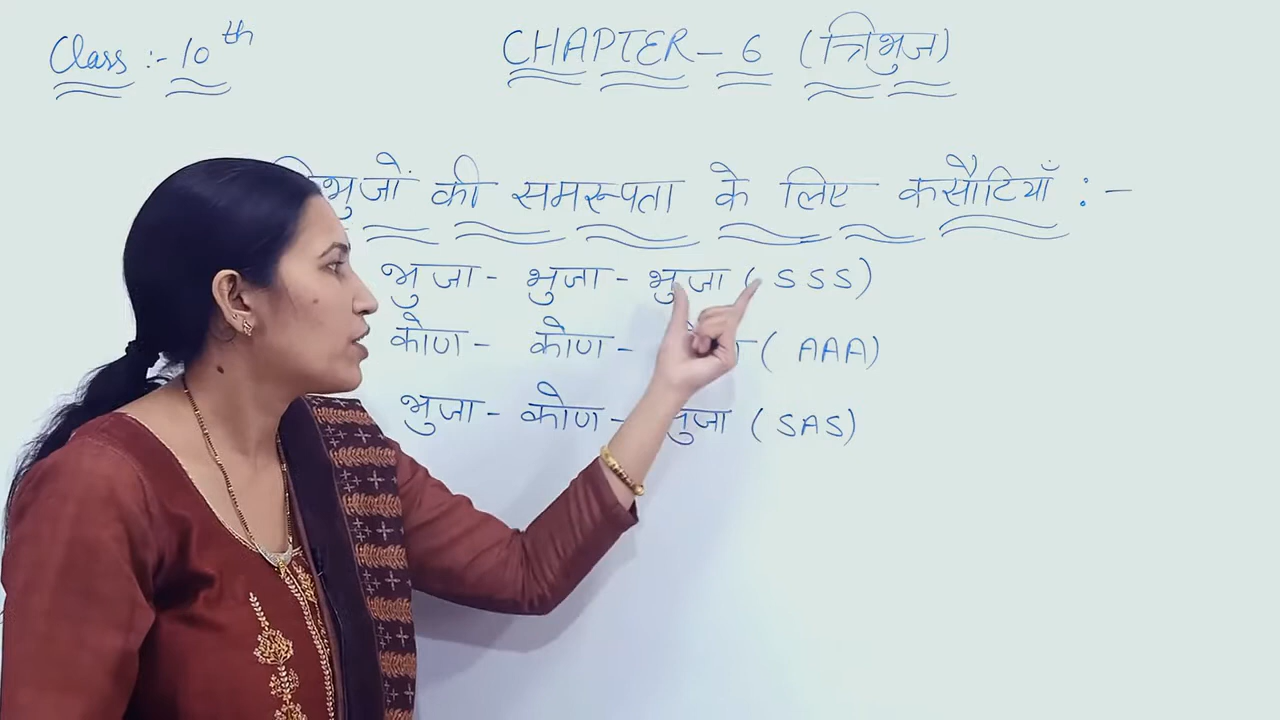 Class :- 10th
CHAPTER - 6 (त्रिभुज)
की समरूपता के लिए कसौटियाँ :-
भुजा - भुजा - भुजा (SSS)
कोण - कोण - (AAA)
भुजा - कोण - भुजा (SAS)